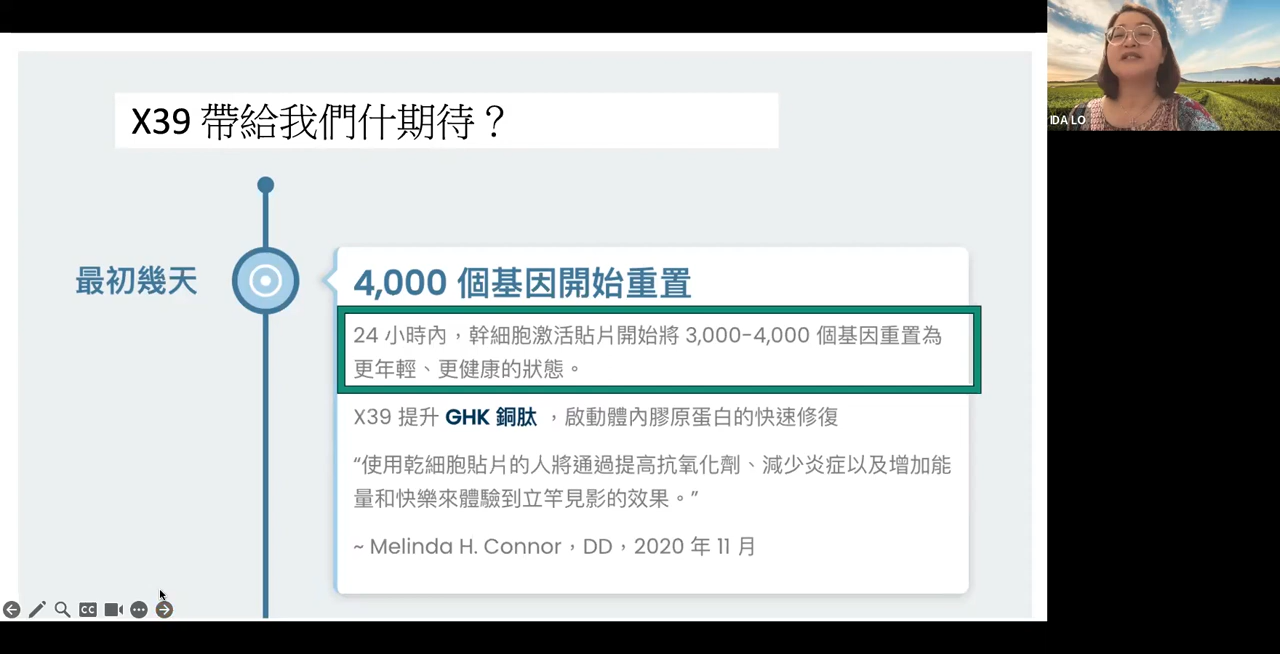 X39 帶給我們什期待？
最初幾天
4,000 個基因開始重置
24 小時內，幹細胞激活貼片開始將 3,000-4,000 個基因重置為
更年輕、更健康的狀態。
X39 提升 GHK 銅肽 ，啟動體內膠原蛋白的快速修復
“使用乾細胞貼片的人將通過提高抗氧化劑、減少炎症以及增加能
量和快樂來體驗到立竿見影的效果。”
~ Melinda H. Connor，DD，2020 年 11 月
CC
IDA LO